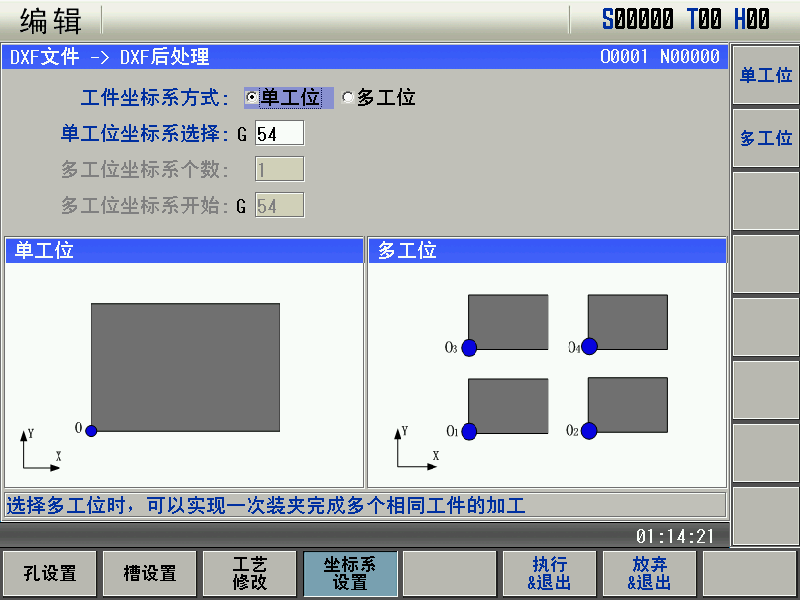 编辑 S00000 T00 H00
DXF文件 -> DXF后处理 O0001 N00000
工件坐标系方式: 单工位 多工位
单工位坐标系选择: G 54
多工位坐标系个数: 1
多工位坐标系开始: G 54
单工位
多工位
单工位
Y
X
O
多工位
O3
O4
O1
O2
Y
X
选择多工位时，可以实现一次装夹完成多个相同工件的加工
01:14:21
孔设置
槽设置
工艺
修改
坐标系
设置
执行
&退出
放弃
&退出